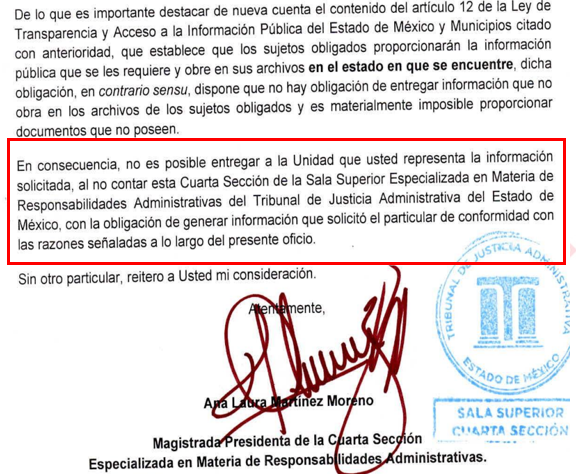 De lo que es importante destacar de nueva cuenta el contenido del artículo 12 de la Ley de
Transparencia y Acceso a la Información Pública del Estado de México y Municipios citado
con anterioridad, que establece que los sujetos obligados proporcionarán la información
pública que se les requiere y obre en sus archivos en el estado en que se encuentre, dicha
obligación, en contrario sensu, dispone que no hay obligación de entregar información que no
obra en los archivos de los sujetos obligados y es materialmente imposible proporcionar
documentos que no poseen.
En consecuencia, no es posible entregar a la Unidad que usted representa la información
solicitada, al no contar esta Cuarta Sección de la Sala Superior Especializada en Materia de
Responsabilidades Administrativas del Tribunal de Justicia Administrativa del Estado de
México, con la obligación de generar información que solicitó el particular de conformidad con
las razones señaladas a lo largo del presente oficio.
Sin otro particular, reitero a Usted mi consideración.
Atentamente,
Ana Laura Martínez Moreno
Magistrada Presidenta de la Cuarta Sección
Especializada en Materia de Responsabilidades Administrativas.
TRIBUNAL DE JUSTICIA ADMINISTRATIVA
ESTADO DE MÉXICO
SALA SUPERIOR
CUARTA SECCIÓN